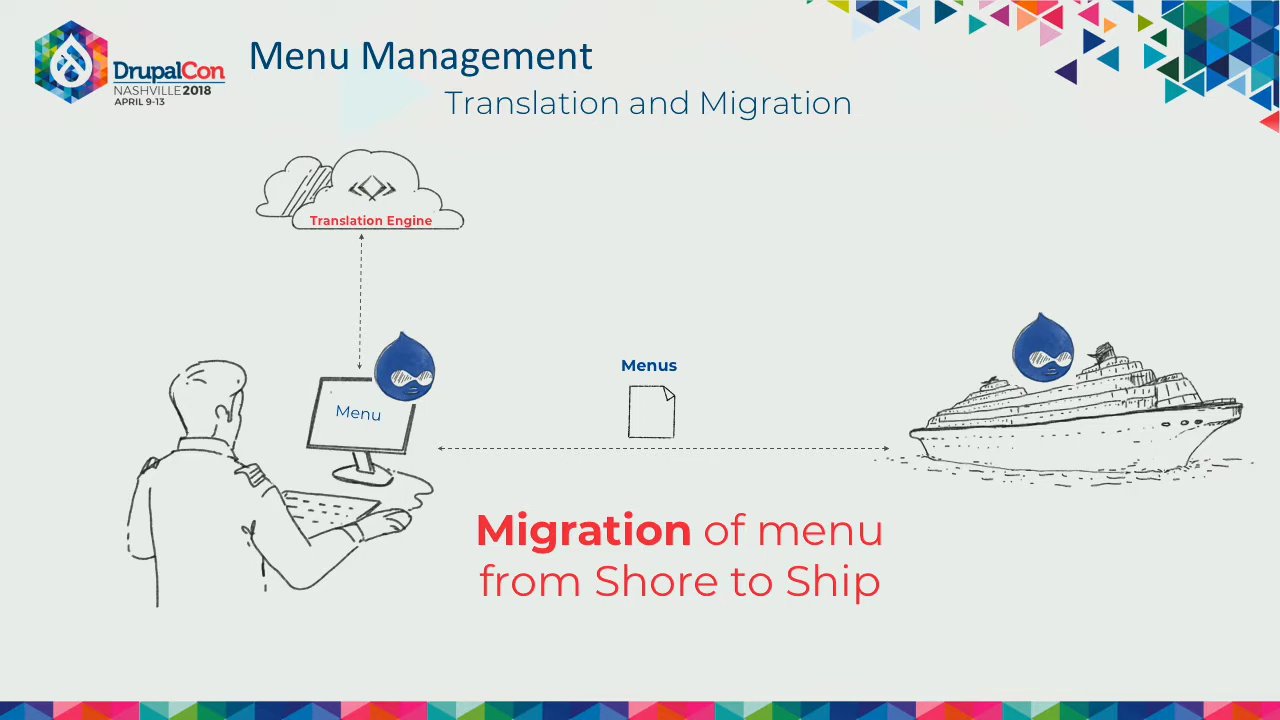 DrupalCon
NASHVILLE 2018
APRIL 9-13
Menu Management
Translation and Migration
Translation Engine
Menu
Menus
Migration of menu
from Shore to Ship